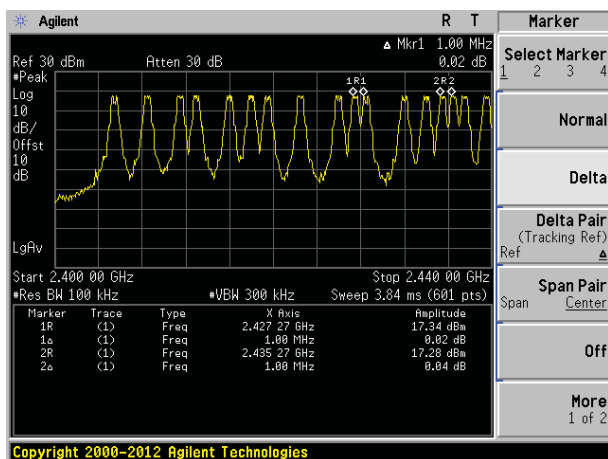 Agilent R T Marker
Δ Mkr1 1.00 MHz
Ref 30 dBm Atten 30 dB 0.02 dB
#Peak
Log
10
dB/
Offst
10
dB
1R1 2R2
LgAv
Start 2.400 00 GHz Stop 2.440 00 GHz
#Res BW 100 kHz #VBW 300 kHz Sweep 3.84 ms (601 pts)
Marker Trace Type X Axis Amplitude
1R (1) Freq 2.427 27 GHz 17.34 dBm
1Δ (1) Freq 1.00 MHz 0.02 dB
2R (1) Freq 2.435 27 GHz 17.28 dBm
2Δ (1) Freq 1.00 MHz 0.04 dB
Select Marker
1 2 3 4
Normal
Delta
Delta Pair
(Tracking Ref)
Ref Δ
Span Pair
Span Center
Off
More
1 of 2
Copyright 2000-2012 Agilent Technologies